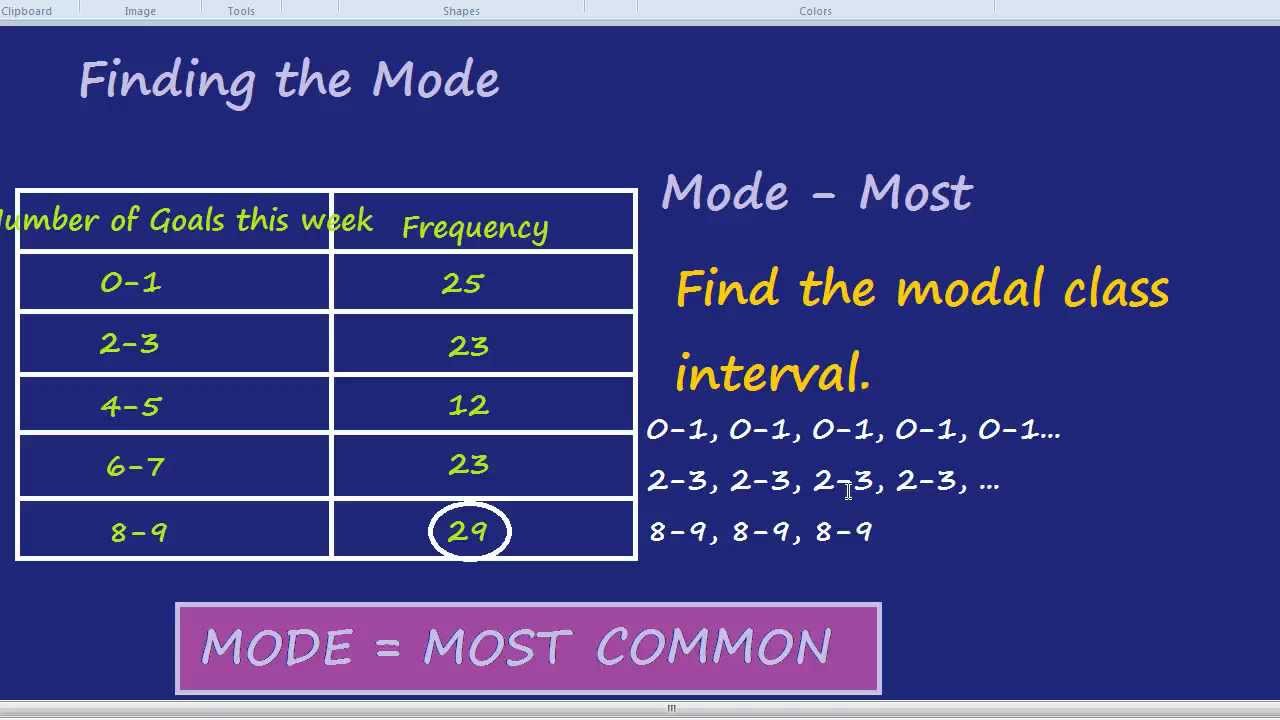 Clipboard Image Tools Shapes Colors
Finding the Mode
Number of Goals this week Frequency
0-1 25
2-3 23
4-5 12
6-7 23
8-9 29
Mode - Most
Find the modal class
interval.
0-1, 0-1, 0-1, 0-1, 0-1...
2-3, 2-3, 2-3, 2-3, ...
8-9, 8-9, 8-9
MODE = MOST COMMON